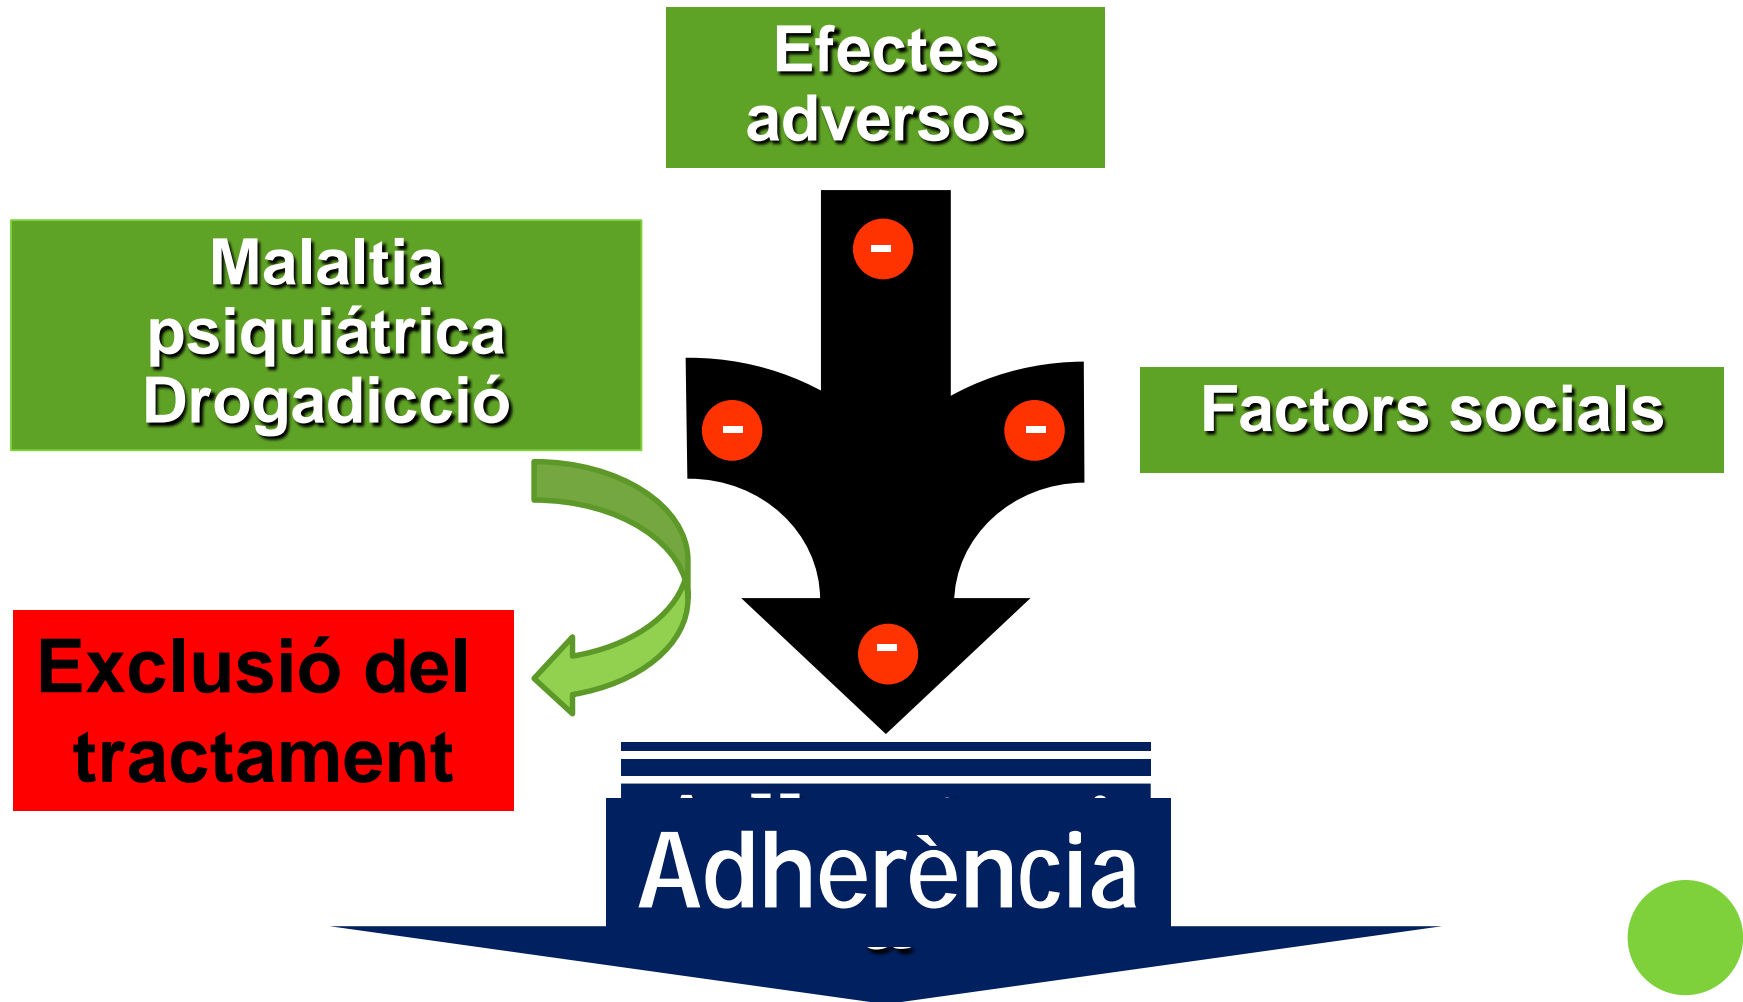 Efectes
adversos
Malaltia
psiquiátrica
Drogadicció
Factors socials
-
-
-
-
Exclusió del
tractament
Adherència